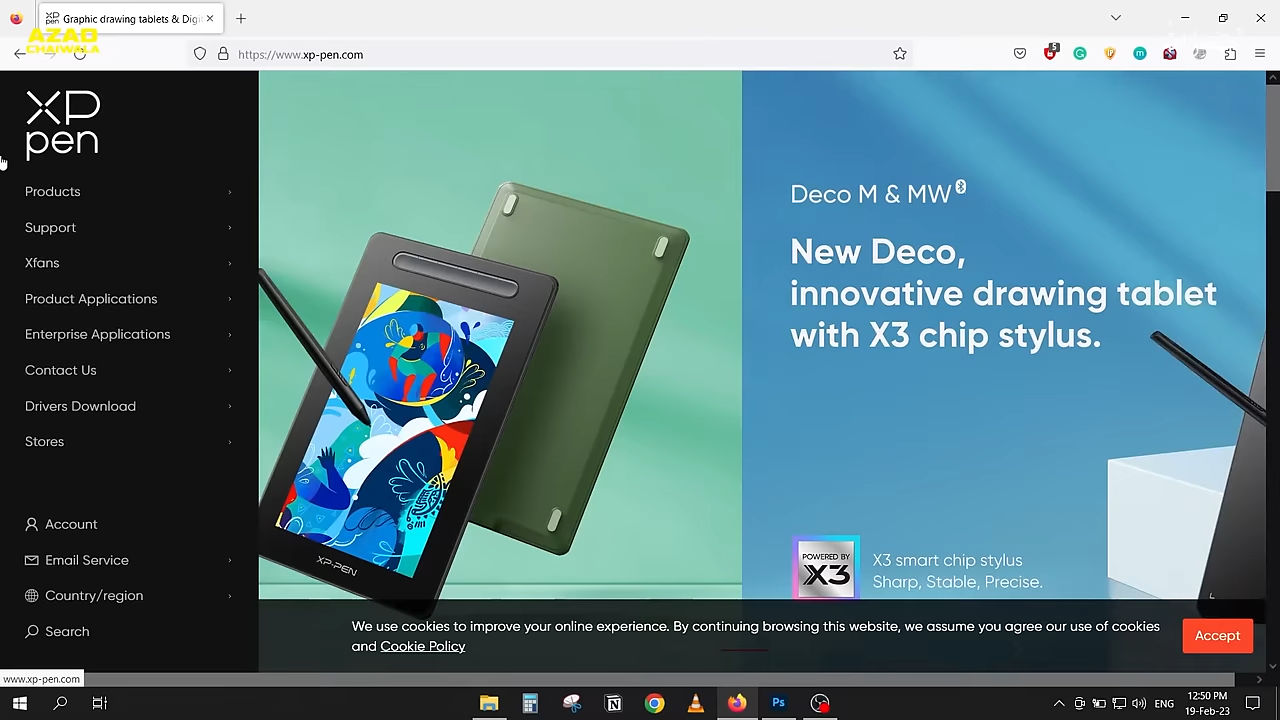 Graphic drawing tablets & Digi
AZAD
CHAIWALA
https://www.xp-pen.com
5
XP
pen
Products
Support
Xfans
Product Applications
Enterprise Applications
Contact Us
Drivers Download
Stores
Account
Email Service
Country/region
Search
www.xp-pen.com
XP-PEN
Deco M & MW
New Deco,
innovative drawing tablet
with X3 chip stylus.
POWERED BY
X3
X3 smart chip stylus
Sharp, Stable, Precise.
We use cookies to improve your online experience. By continuing browsing this website, we assume you agree our use of cookies
and Cookie Policy
Accept
Ps
ENG
12:50 PM
19-Feb-23